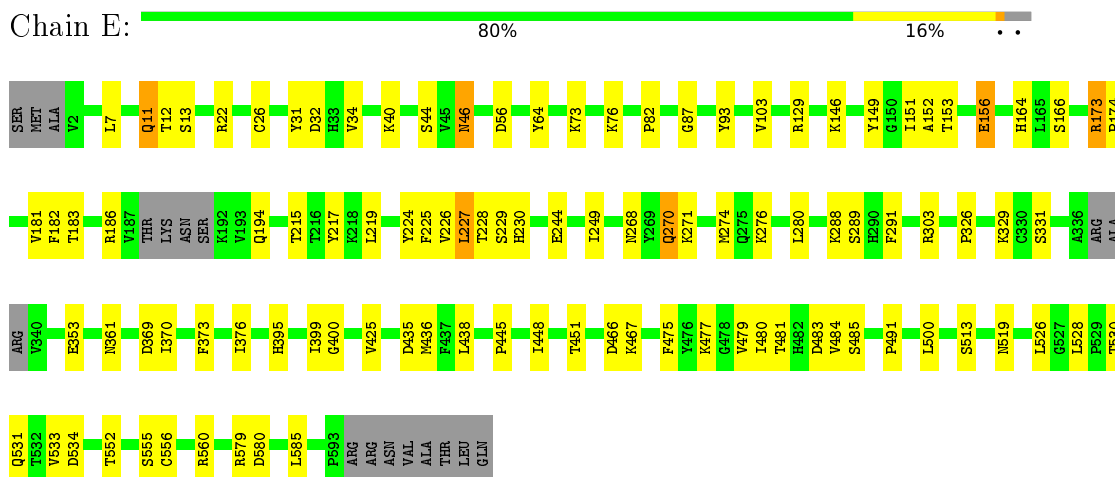 Chain E:
80% 16% • •
SER MET ALA V2 L7 Q11 T12 S13 R22 C26 Y31 D32 H33 V34 K40 S44 V45 N46 D56 Y64 K73 K76 P82 G87 Y93 V103 R129 K146 Y149 G150 I151 A152 T153 E156 H164 L165 S166 R173 P174
V181 F182 T183 R186 V187 THR LYS ASN SER K192 V193 Q194 T215 T216 Y217 K218 L219 Y224 F225 V226 L227 T228 S229 H230 E244 I249 N268 Y269 Q270 K271 M274 Q275 K276 L280 K288 S289 H290 F291 R303 P326 K329 C330 S331 A336 ARG ALA
ARG V340 E353 N361 D369 I370 F373 I376 H395 I399 G400 V425 D435 M436 F437 L438 P445 I448 T451 D466 K467 F475 Y476 K477 G478 V479 I480 T481 H482 D483 V484 S485 P491 L500 S513 N519 L526 G527 L528 P529 T530
Q531 T532 V533 D534 T552 S555 C556 R560 R579 D580 L585 P593 ARG ARG ASN VAL ALA THR LEU GLN